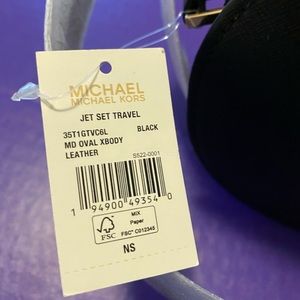 MICHAEL
MICHAEL KORS
JET SET TRAVEL
35T1GTVC6L BLACK
MD OVAL XBODY
LEATHER S522-0001
1 94900 49354 0
FSC
MIX
Paper
FSC® C012345
NS